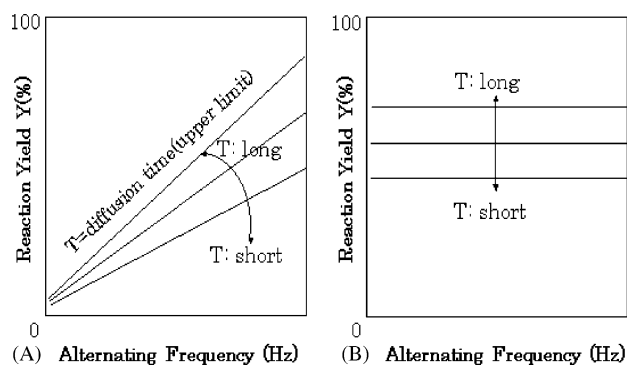 100
Reaction Yield Y(%)
T=diffusion time(upper limit)
T: long
T: short
0
(A) Alternating Frequency (Hz)
100
Reaction Yield Y(%)
T: long
T: short
0
(B) Alternating Frequency (Hz)